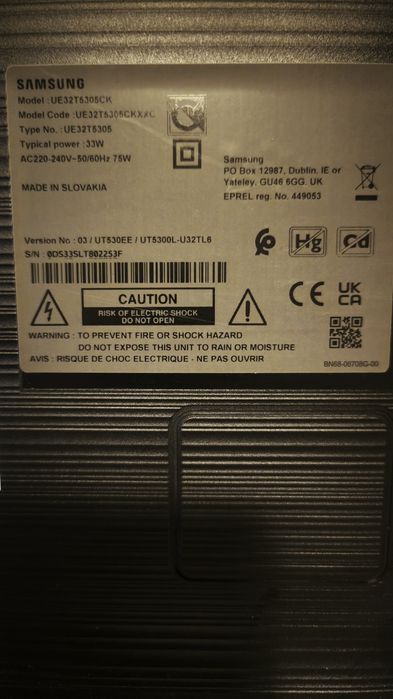 SAMSUNG
Model : UE32T5305CK
Model Code : UE32T5305CKXXC
Type No. : UE32T5305
Typical power : 33W
AC220-240V~50/60Hz 75W
MADE IN SLOVAKIA
Samsung
PO Box 12987, Dublin. IE or
Yateley. GU46 6GG. UK
EPREL reg. No. 449053
Version No : 03 / UT530EE / UT5300L-U32TL6
S/N : 0DS33SLT802253F
Hg
Cd
CAUTION
RISK OF ELECTRIC SHOCK
DO NOT OPEN
CE
UK
CA
WARNING : TO PREVENT FIRE OR SHOCK HAZARD
DO NOT EXPOSE THIS UNIT TO RAIN OR MOISTURE
AVIS : RISQUE DE CHOC ELECTRIQUE - NE PAS OUVRIR
BN68-06708G-00